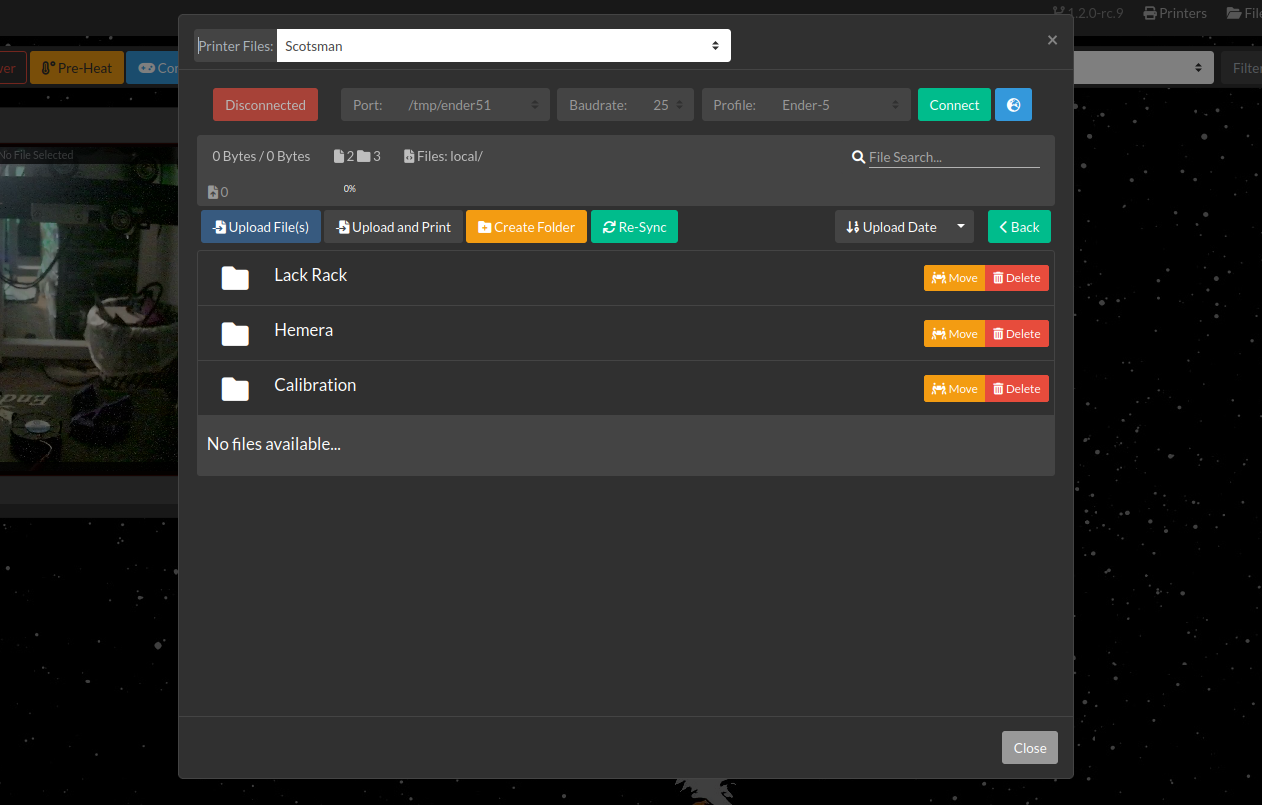 1.2.0-rc.9 Printers File
Printer Files: Scotsman ×
ver Pre-Heat Con Filter
Disconnected Port: /tmp/ender51 Baudrate: 25 Profile: Ender-5 Connect
No File Selected 0 Bytes / 0 Bytes 2 3 Files: local/ File Search...
0 0%
Upload File(s) Upload and Print Create Folder Re-Sync Upload Date Back
Lack Rack Move Delete
Hemera Move Delete
Calibration Move Delete
No files available...
Close